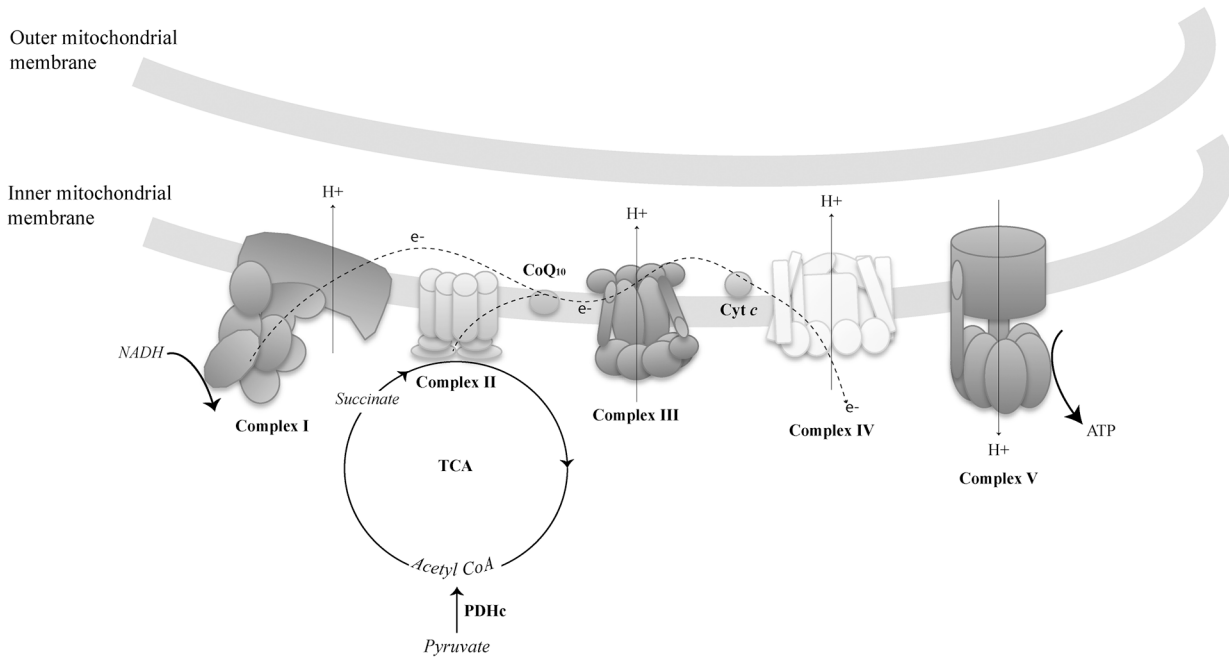 Outer mitochondrial
membrane
Inner mitochondrial
membrane
H+
H+
H+
e-
CoQ10
e-
Cyt c
NADH
Complex I
Succinate
Complex II
Complex III
e-
Complex IV
H+
ATP
Complex V
TCA
Acetyl CoA
PDHc
Pyruvate